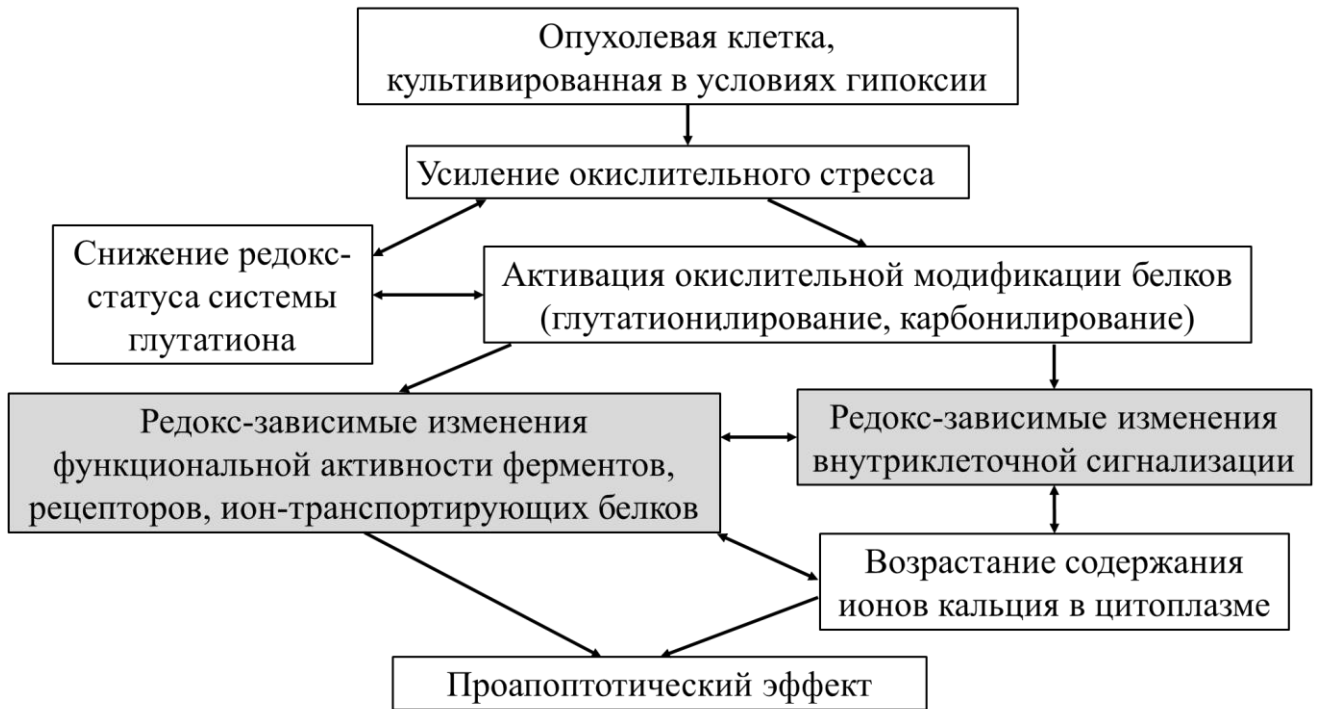 Опухолевая клетка,
культивированная в условиях гипоксии
Усиление окислительного стресса
Снижение редокс-
статуса системы
глутатиона
Активация окислительной модификации белков
(глутатионилирование, карбонилирование)
Редокс-зависимые изменения
функциональной активности ферментов,
рецепторов, ион-транспортирующих белков
Редокс-зависимые изменения
внутриклеточной сигнализации
Возрастание содержания
ионов кальция в цитоплазме
Проапоптотический эффект